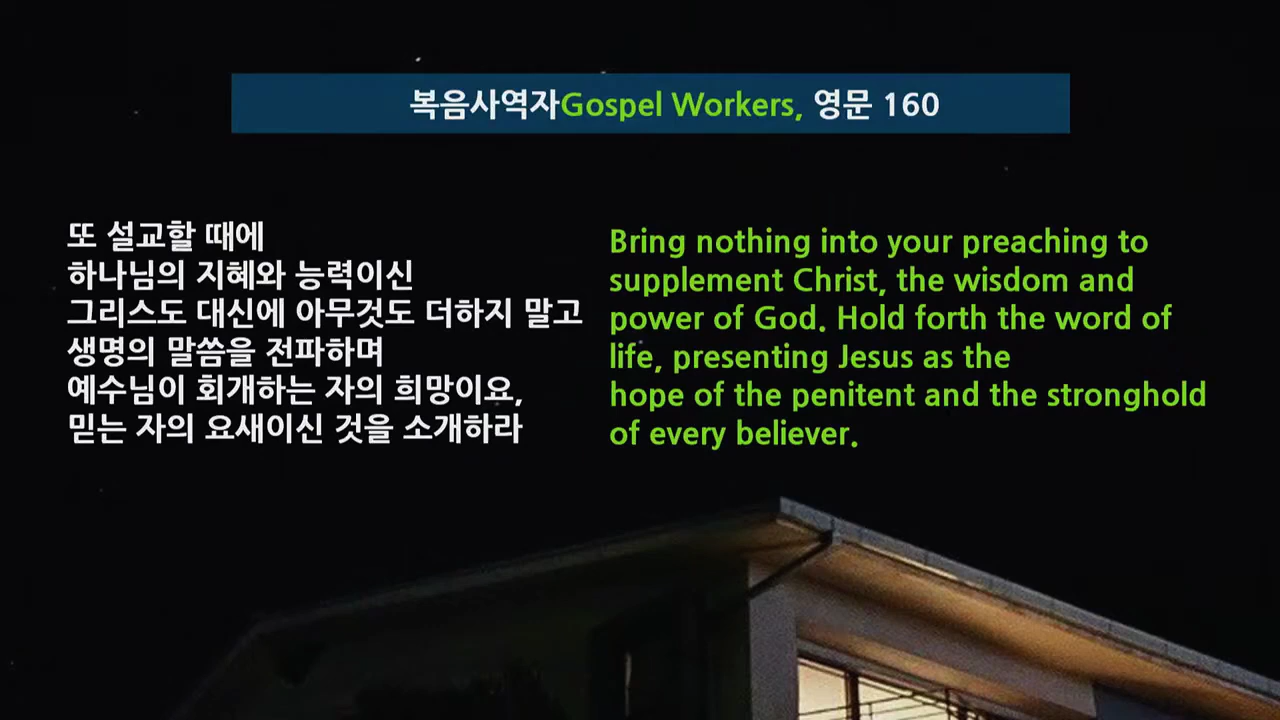 복음사역자Gospel Workers, 영문 160
또 설교할 때에
하나님의 지혜와 능력이신
그리스도 대신에 아무것도 더하지 말고
생명의 말씀을 전파하며
예수님이 회개하는 자의 희망이요,
믿는 자의 요새이신 것을 소개하라
Bring nothing into your preaching to
supplement Christ, the wisdom and
power of God. Hold forth the word of
life, presenting Jesus as the
hope of the penitent and the stronghold
of every believer.